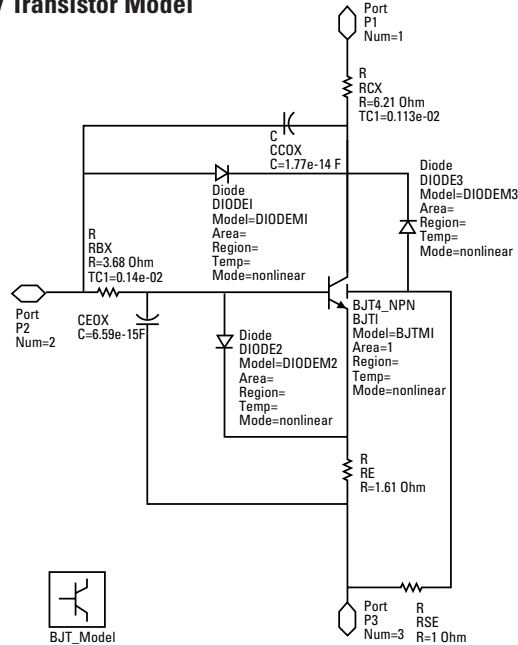 Transistor Model
Port
P1
Num=1
R
RCX
R=6.21 Ohm
TC1=0.113e-02
C
CCOX
C=1.77e-14 F
Diode
DIODE3
Model=DIODEM3
Area=
Region=
Temp=
Mode=nonlinear
Diode
DIODE1
Model=DIODEM1
Area=
Region=
Temp=
Mode=nonlinear
R
RBX
R=3.68 Ohm
TC1=0.14e-02
Port
P2
Num=2
CEOX
C=6.59e-15F
Diode
DIODE2
Model=DIODEM2
Area=
Region=
Temp=
Mode=nonlinear
BJT4_NPN
BJT1
Model=BJTM1
Area=1
Region=
Temp=
Mode=nonlinear
R
RE
R=1.61 Ohm
BJT_Model
Port
P3
Num=3
R
RSE
R=1 Ohm